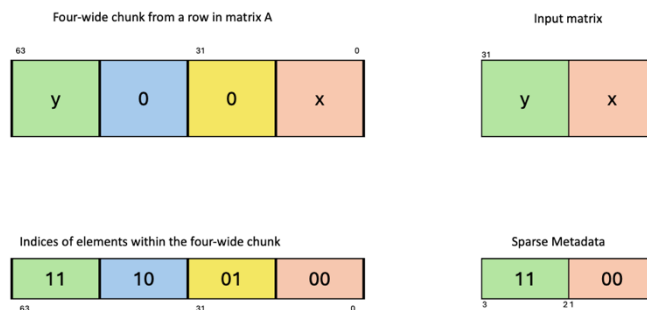 Four-wide chunk from a row in matrix A
Input matrix
63 31 0
31
y 0 0 x
y x
Indices of elements within the four-wide chunk
Sparse Metadata
11 10 01 00
11 00
63 31 0
3 2 1